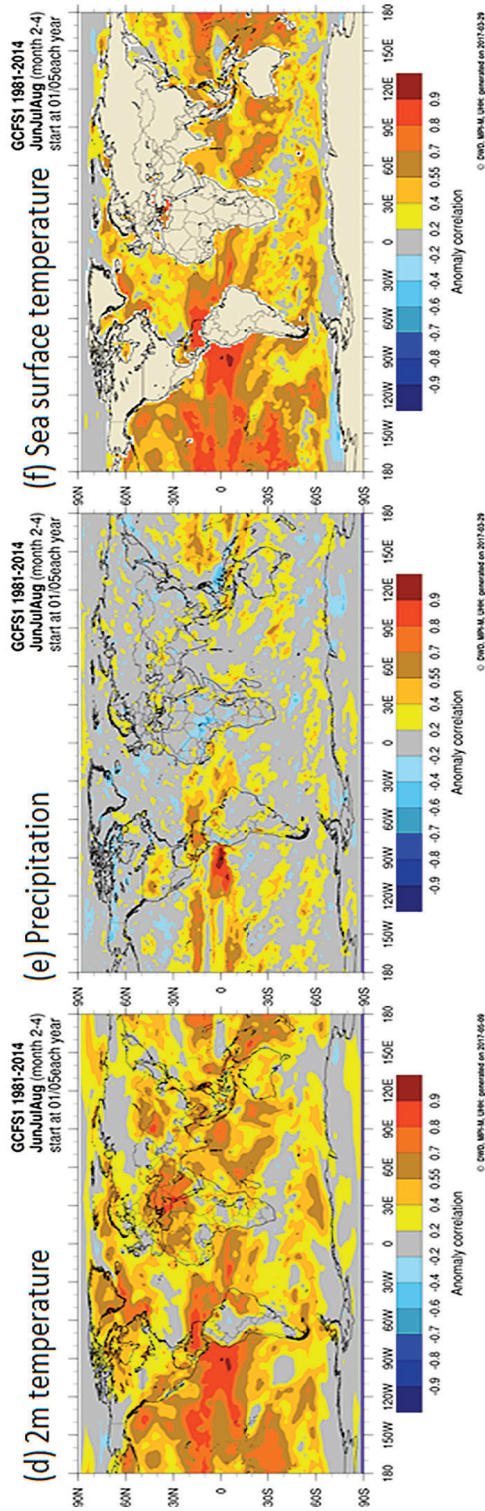 (d) 2m temperature
GCFS1 1981-2014
JunJulAug (month 2-4)
start at 01/05each year
90N
60N
30N
0
30S
60S
90S
180 150W 120W 90W 60W 30W 0 30E 60E 90E 120E 150E 180
-0.9 -0.8 -0.7 -0.6 -0.5 -0.2 0.2 0.4 0.55 0.7 0.8 0.9
Anomaly correlation
© DWD, MPI-M, UHH; generated on 2017-05-09
(e) Precipitation
GCFS1 1981-2014
JunJulAug (month 2-4)
start at 01/05each year
90N
60N
30N
0
30S
60S
90S
180 150W 120W 90W 60W 30W 0 30E 60E 90E 120E 150E 180
-0.9 -0.8 -0.7 -0.6 -0.5 -0.2 0.2 0.4 0.55 0.7 0.8 0.9
Anomaly correlation
© DWD, MPI-M, UHH; generated on 2017-03-29
(f) Sea surface temperature
GCFS1 1981-2014
JunJulAug (month 2-4)
start at 01/05each year
90N
60N
30N
0
30S
60S
90S
180 150W 120W 90W 60W 30W 0 30E 60E 90E 120E 150E 180
-0.9 -0.8 -0.7 -0.6 -0.5 -0.2 0.2 0.4 0.55 0.7 0.8 0.9
Anomaly correlation
© DWD, MPI-M, UHH; generated on 2017-03-29